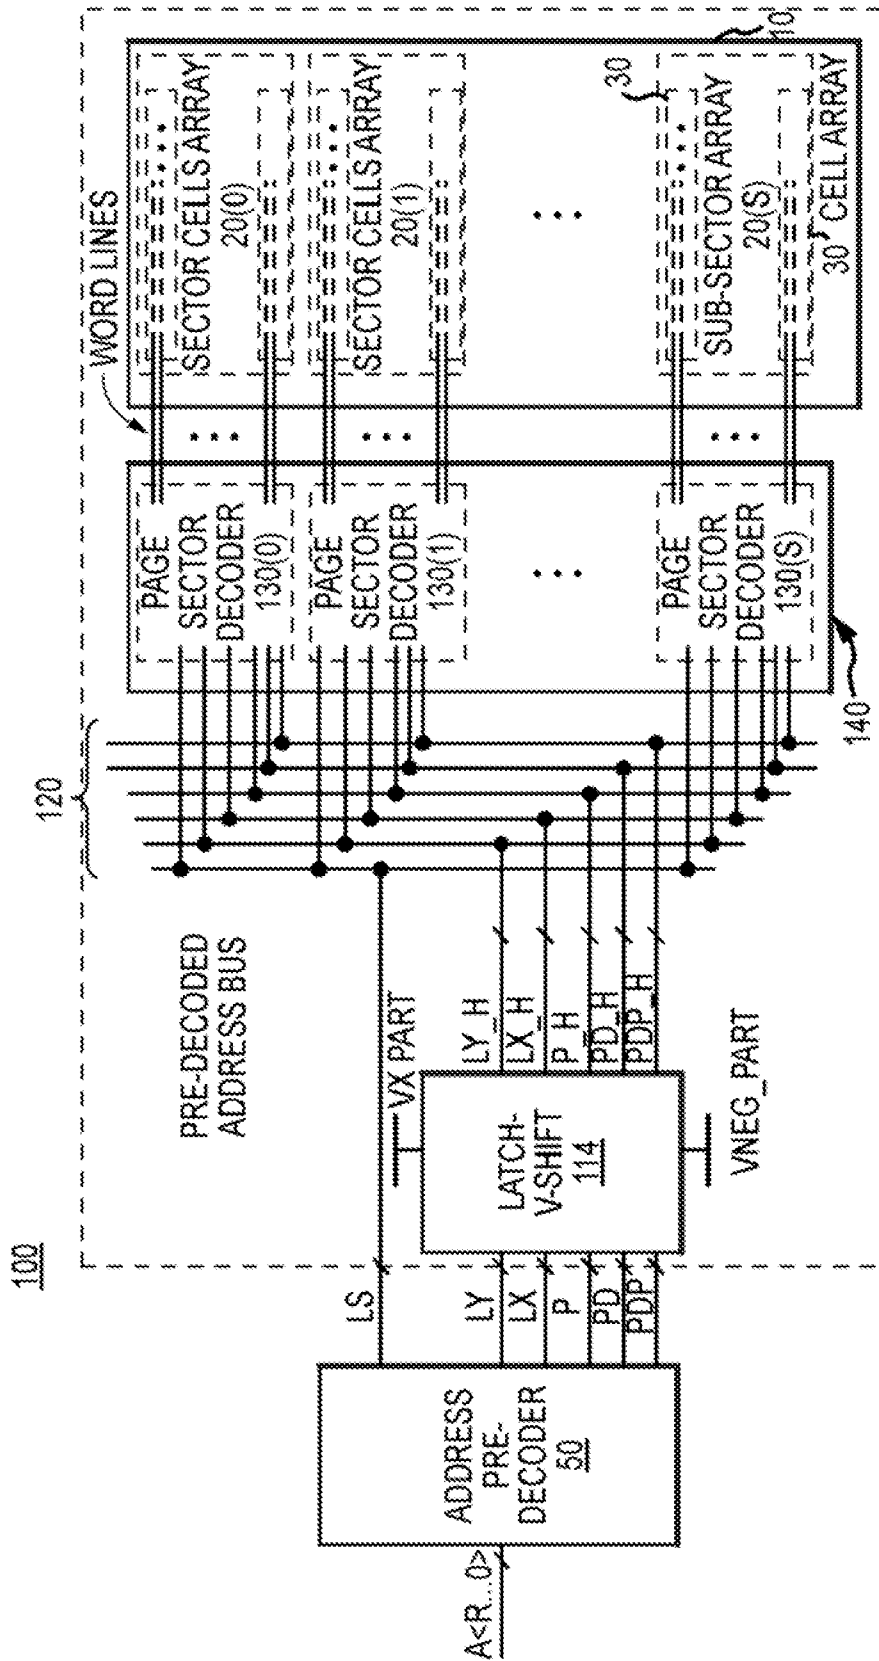 100
A<R...0>
ADDRESS
PRE-
DECODER
50
LS
LY
LX
P
PD
PDP
LATCH-
V-SHIFT
114
VX PART
VNEG_PART
LY_H
LX_H
P_H
PD_H
PDP_H
PRE-DECODED
ADDRESS BUS
120
PAGE
SECTOR
DECODER
130(0)
PAGE
SECTOR
DECODER
130(1)
PAGE
SECTOR
DECODER
130(S)
140
WORD LINES
SECTOR CELLS ARRAY
20(0)
SECTOR CELLS ARRAY
20(1)
30
SUB-SECTOR ARRAY
20(S)
30
CELL ARRAY
10